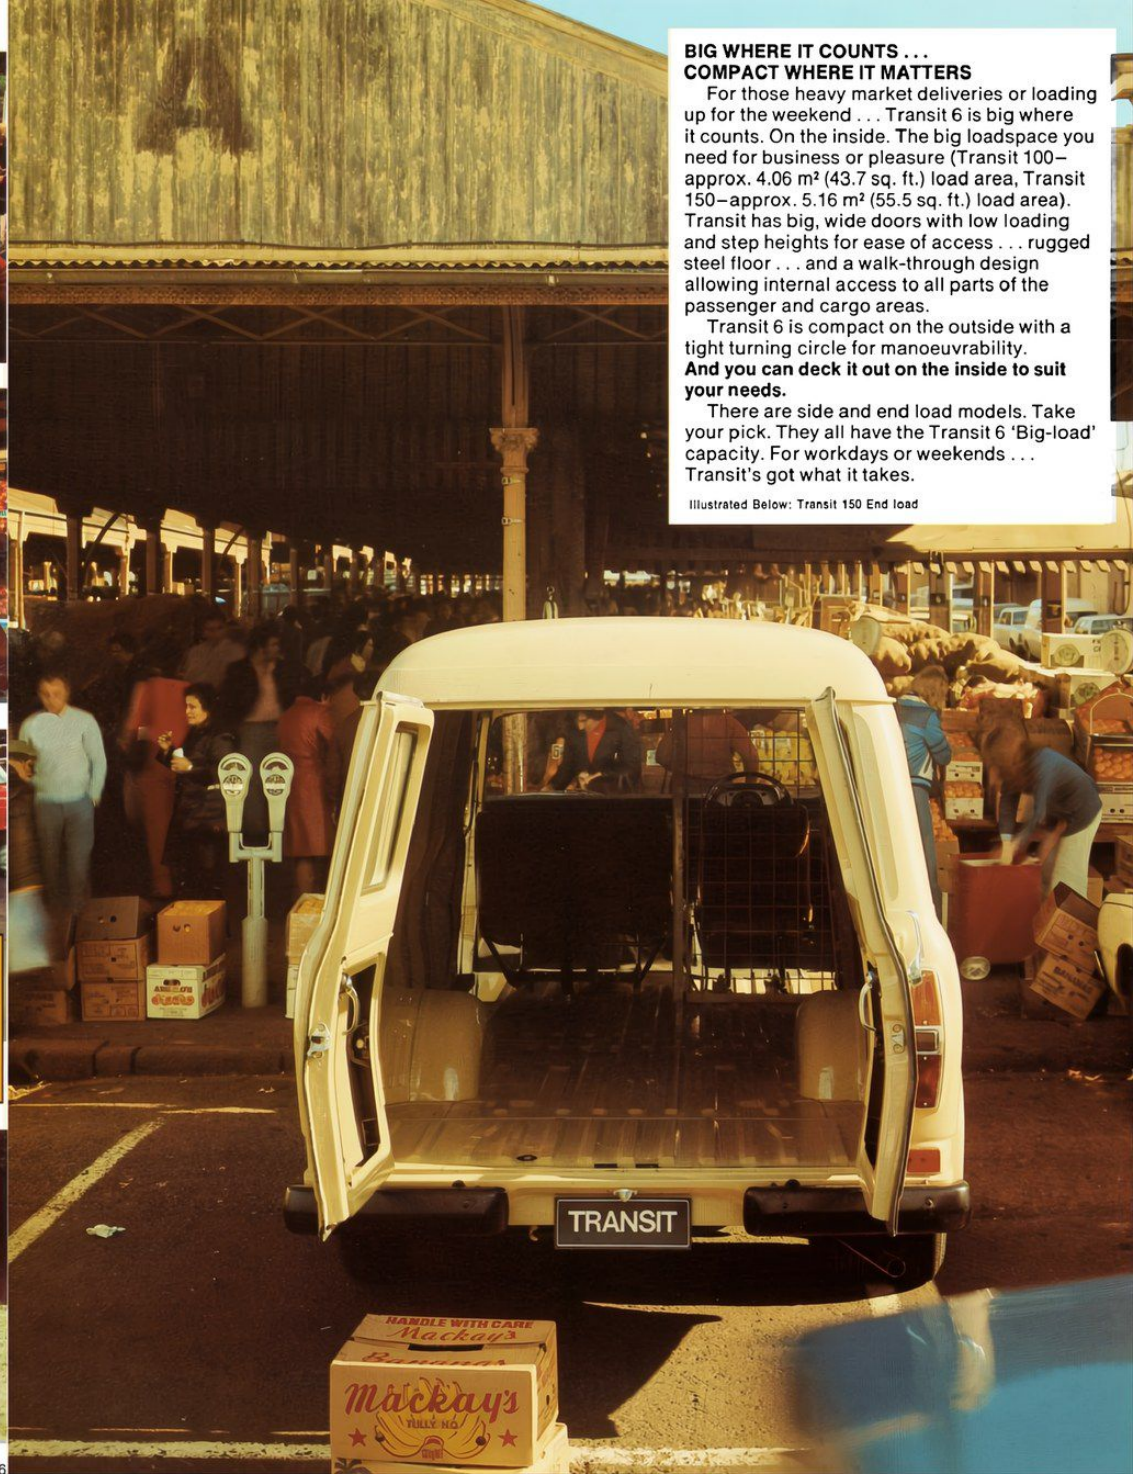 A
BIG WHERE IT COUNTS . . .
COMPACT WHERE IT MATTERS
For those heavy market deliveries or loading
up for the weekend . . . Transit 6 is big where
it counts. On the inside. The big loadspace you
need for business or pleasure (Transit 100–
approx. 4.06 m² (43.7 sq. ft.) load area, Transit
150–approx. 5.16 m² (55.5 sq. ft.) load area).
Transit has big, wide doors with low loading
and step heights for ease of access . . . rugged
steel floor . . . and a walk-through design
allowing internal access to all parts of the
passenger and cargo areas.
Transit 6 is compact on the outside with a
tight turning circle for manoeuvrability.
And you can deck it out on the inside to suit
your needs.
There are side and end load models. Take
your pick. They all have the Transit 6 ‘Big-load’
capacity. For workdays or weekends . . .
Transit's got what it takes.
Illustrated Below: Transit 150 End load
BANANAS
TRANSIT
HANDLE WITH CARE
Mackay's
Bananas
Mackay's
TULLY N.Q.
6